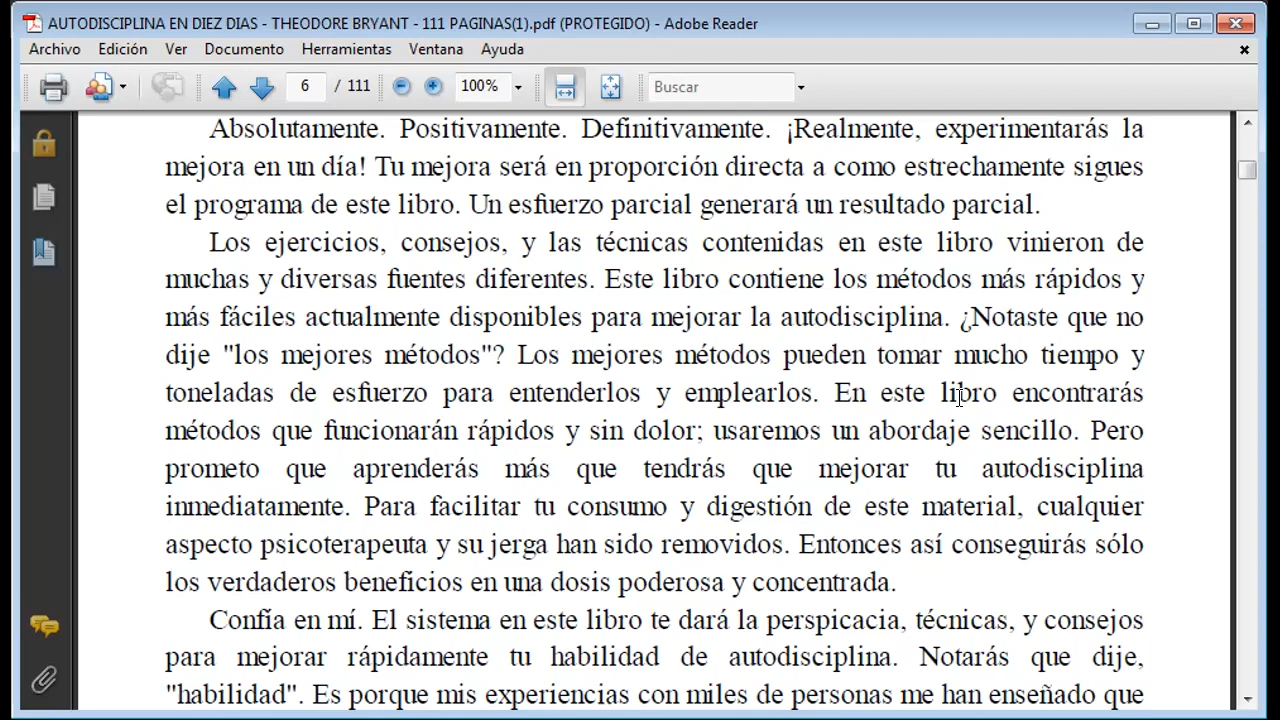 AUTODISCIPLINA EN DIEZ DIAS - THEODORE BRYANT - 111 PAGINAS(1).pdf (PROTEGIDO) - Adobe Reader
Archivo Edición Ver Documento Herramientas Ventana Ayuda
6 / 111 100% Buscar
Absolutamente. Positivamente. Definitivamente. ¡Realmente, experimentarás la
mejora en un día! Tu mejora será en proporción directa a como estrechamente sigues
el programa de este libro. Un esfuerzo parcial generará un resultado parcial.
Los ejercicios, consejos, y las técnicas contenidas en este libro vinieron de
muchas y diversas fuentes diferentes. Este libro contiene los métodos más rápidos y
más fáciles actualmente disponibles para mejorar la autodisciplina. ¿Notaste que no
dije "los mejores métodos"? Los mejores métodos pueden tomar mucho tiempo y
toneladas de esfuerzo para entenderlos y emplearlos. En este libro encontrarás
métodos que funcionarán rápidos y sin dolor; usaremos un abordaje sencillo. Pero
prometo que aprenderás más que tendrás que mejorar tu autodisciplina
inmediatamente. Para facilitar tu consumo y digestión de este material, cualquier
aspecto psicoterapeuta y su jerga han sido removidos. Entonces así conseguirás sólo
los verdaderos beneficios en una dosis poderosa y concentrada.
Confía en mí. El sistema en este libro te dará la perspicacia, técnicas, y consejos
para mejorar rápidamente tu habilidad de autodisciplina. Notarás que dije,
"habilidad". Es porque mis experiencias con miles de personas me han enseñado que